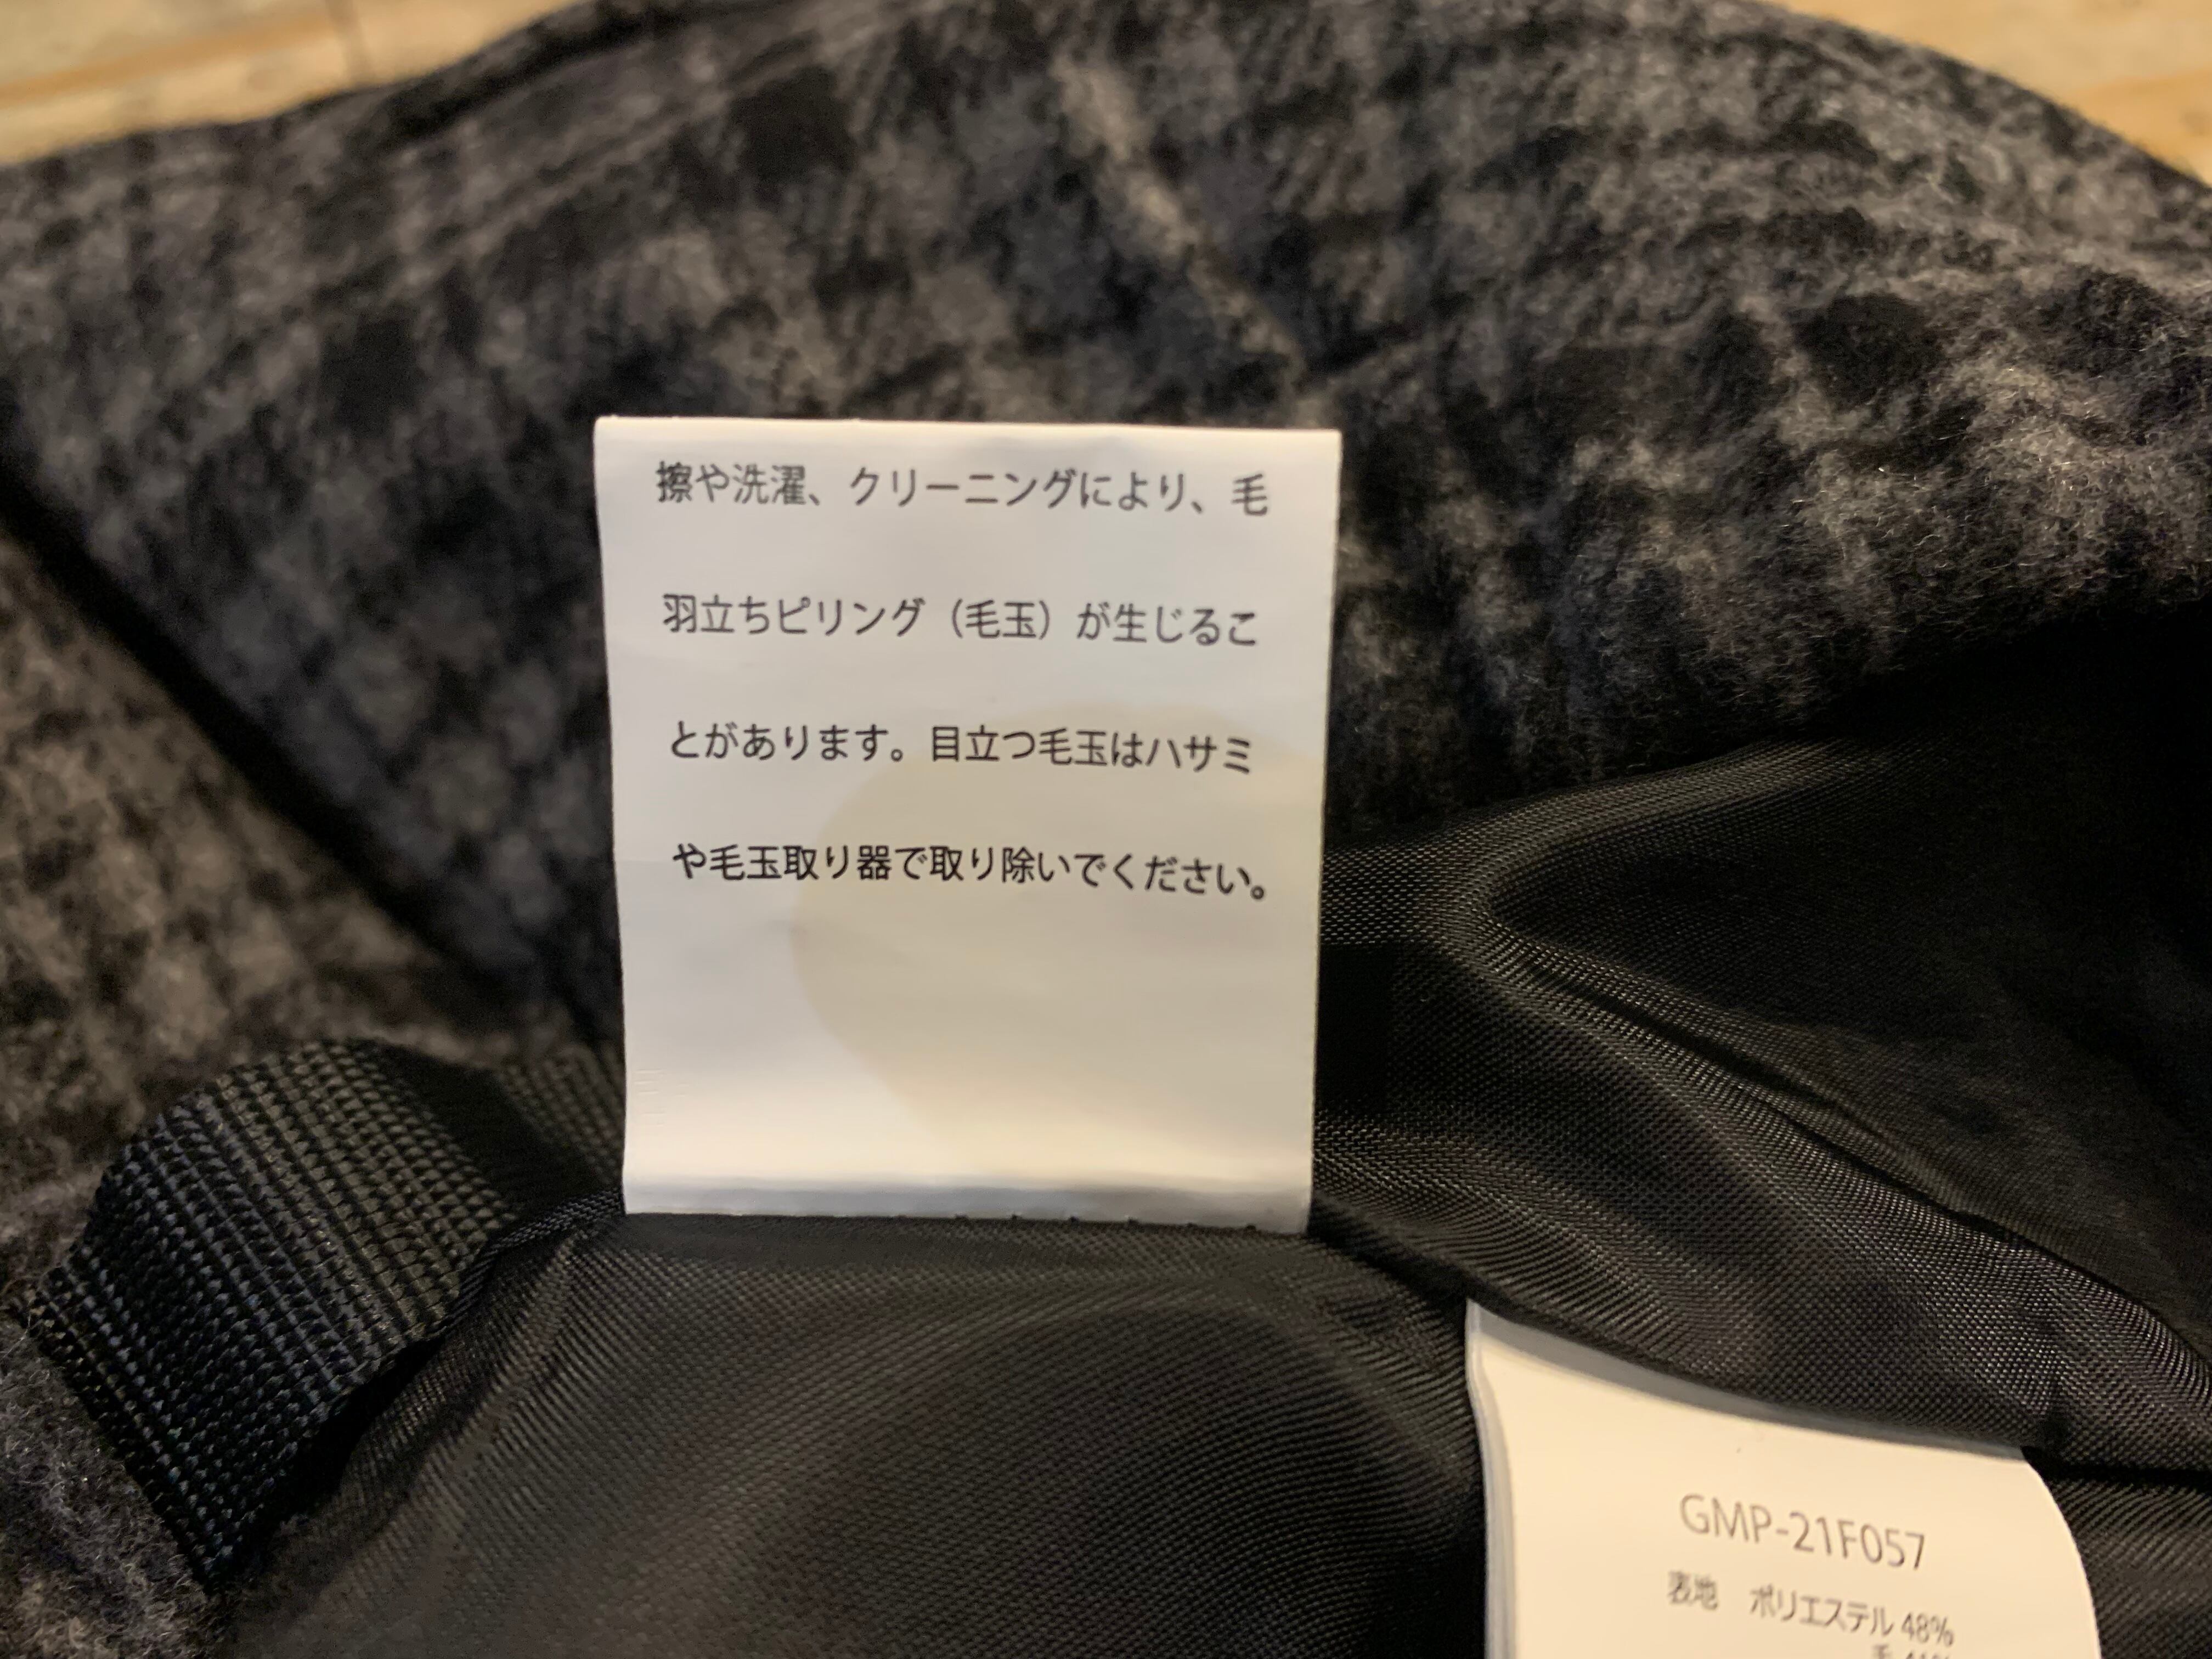 擦や洗濯、クリーニングにより、毛
羽立ちピリング（毛玉）が生じるこ
とがあります。目立つ毛玉はハサミ
や毛玉取り器で取り除いでください。
GMP-21F057
表地 ポリエステル 48%